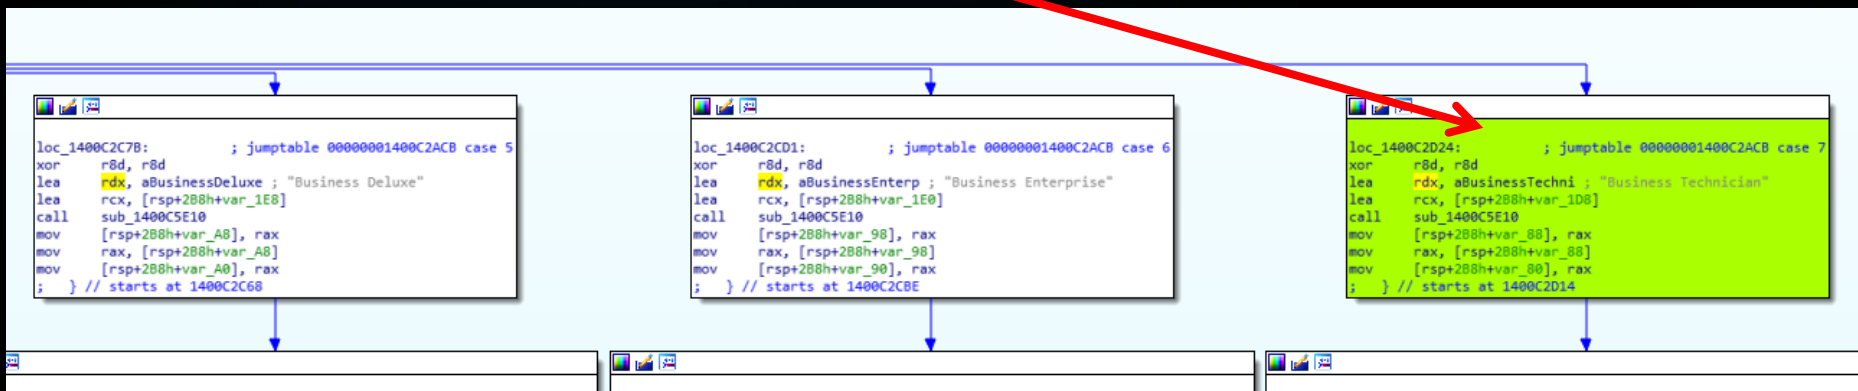 loc_1400C2C7B: ; jumptable 00000001400C2ACB case 5
xor r8d, r8d
lea rdx, aBusinessDeluxe ; "Business Deluxe"
lea rcx, [rsp+2B8h+var_1E8]
call sub_1400C5E10
mov [rsp+2B8h+var_A8], rax
mov rax, [rsp+2B8h+var_A8]
mov [rsp+2B8h+var_A0], rax
; } // starts at 1400C2C68
loc_1400C2CD1: ; jumptable 00000001400C2ACB case 6
xor r8d, r8d
lea rdx, aBusinessEnterp ; "Business Enterprise"
lea rcx, [rsp+2B8h+var_1E0]
call sub_1400C5E10
mov [rsp+2B8h+var_98], rax
mov rax, [rsp+2B8h+var_98]
mov [rsp+2B8h+var_90], rax
; } // starts at 1400C2CBE
loc_1400C2D24: ; jumptable 00000001400C2ACB case 7
xor r8d, r8d
lea rdx, aBusinessTechni ; "Business Technician"
lea rcx, [rsp+2B8h+var_1D8]
call sub_1400C5E10
mov [rsp+2B8h+var_88], rax
mov rax, [rsp+2B8h+var_88]
mov [rsp+2B8h+var_80], rax
; } // starts at 1400C2D14